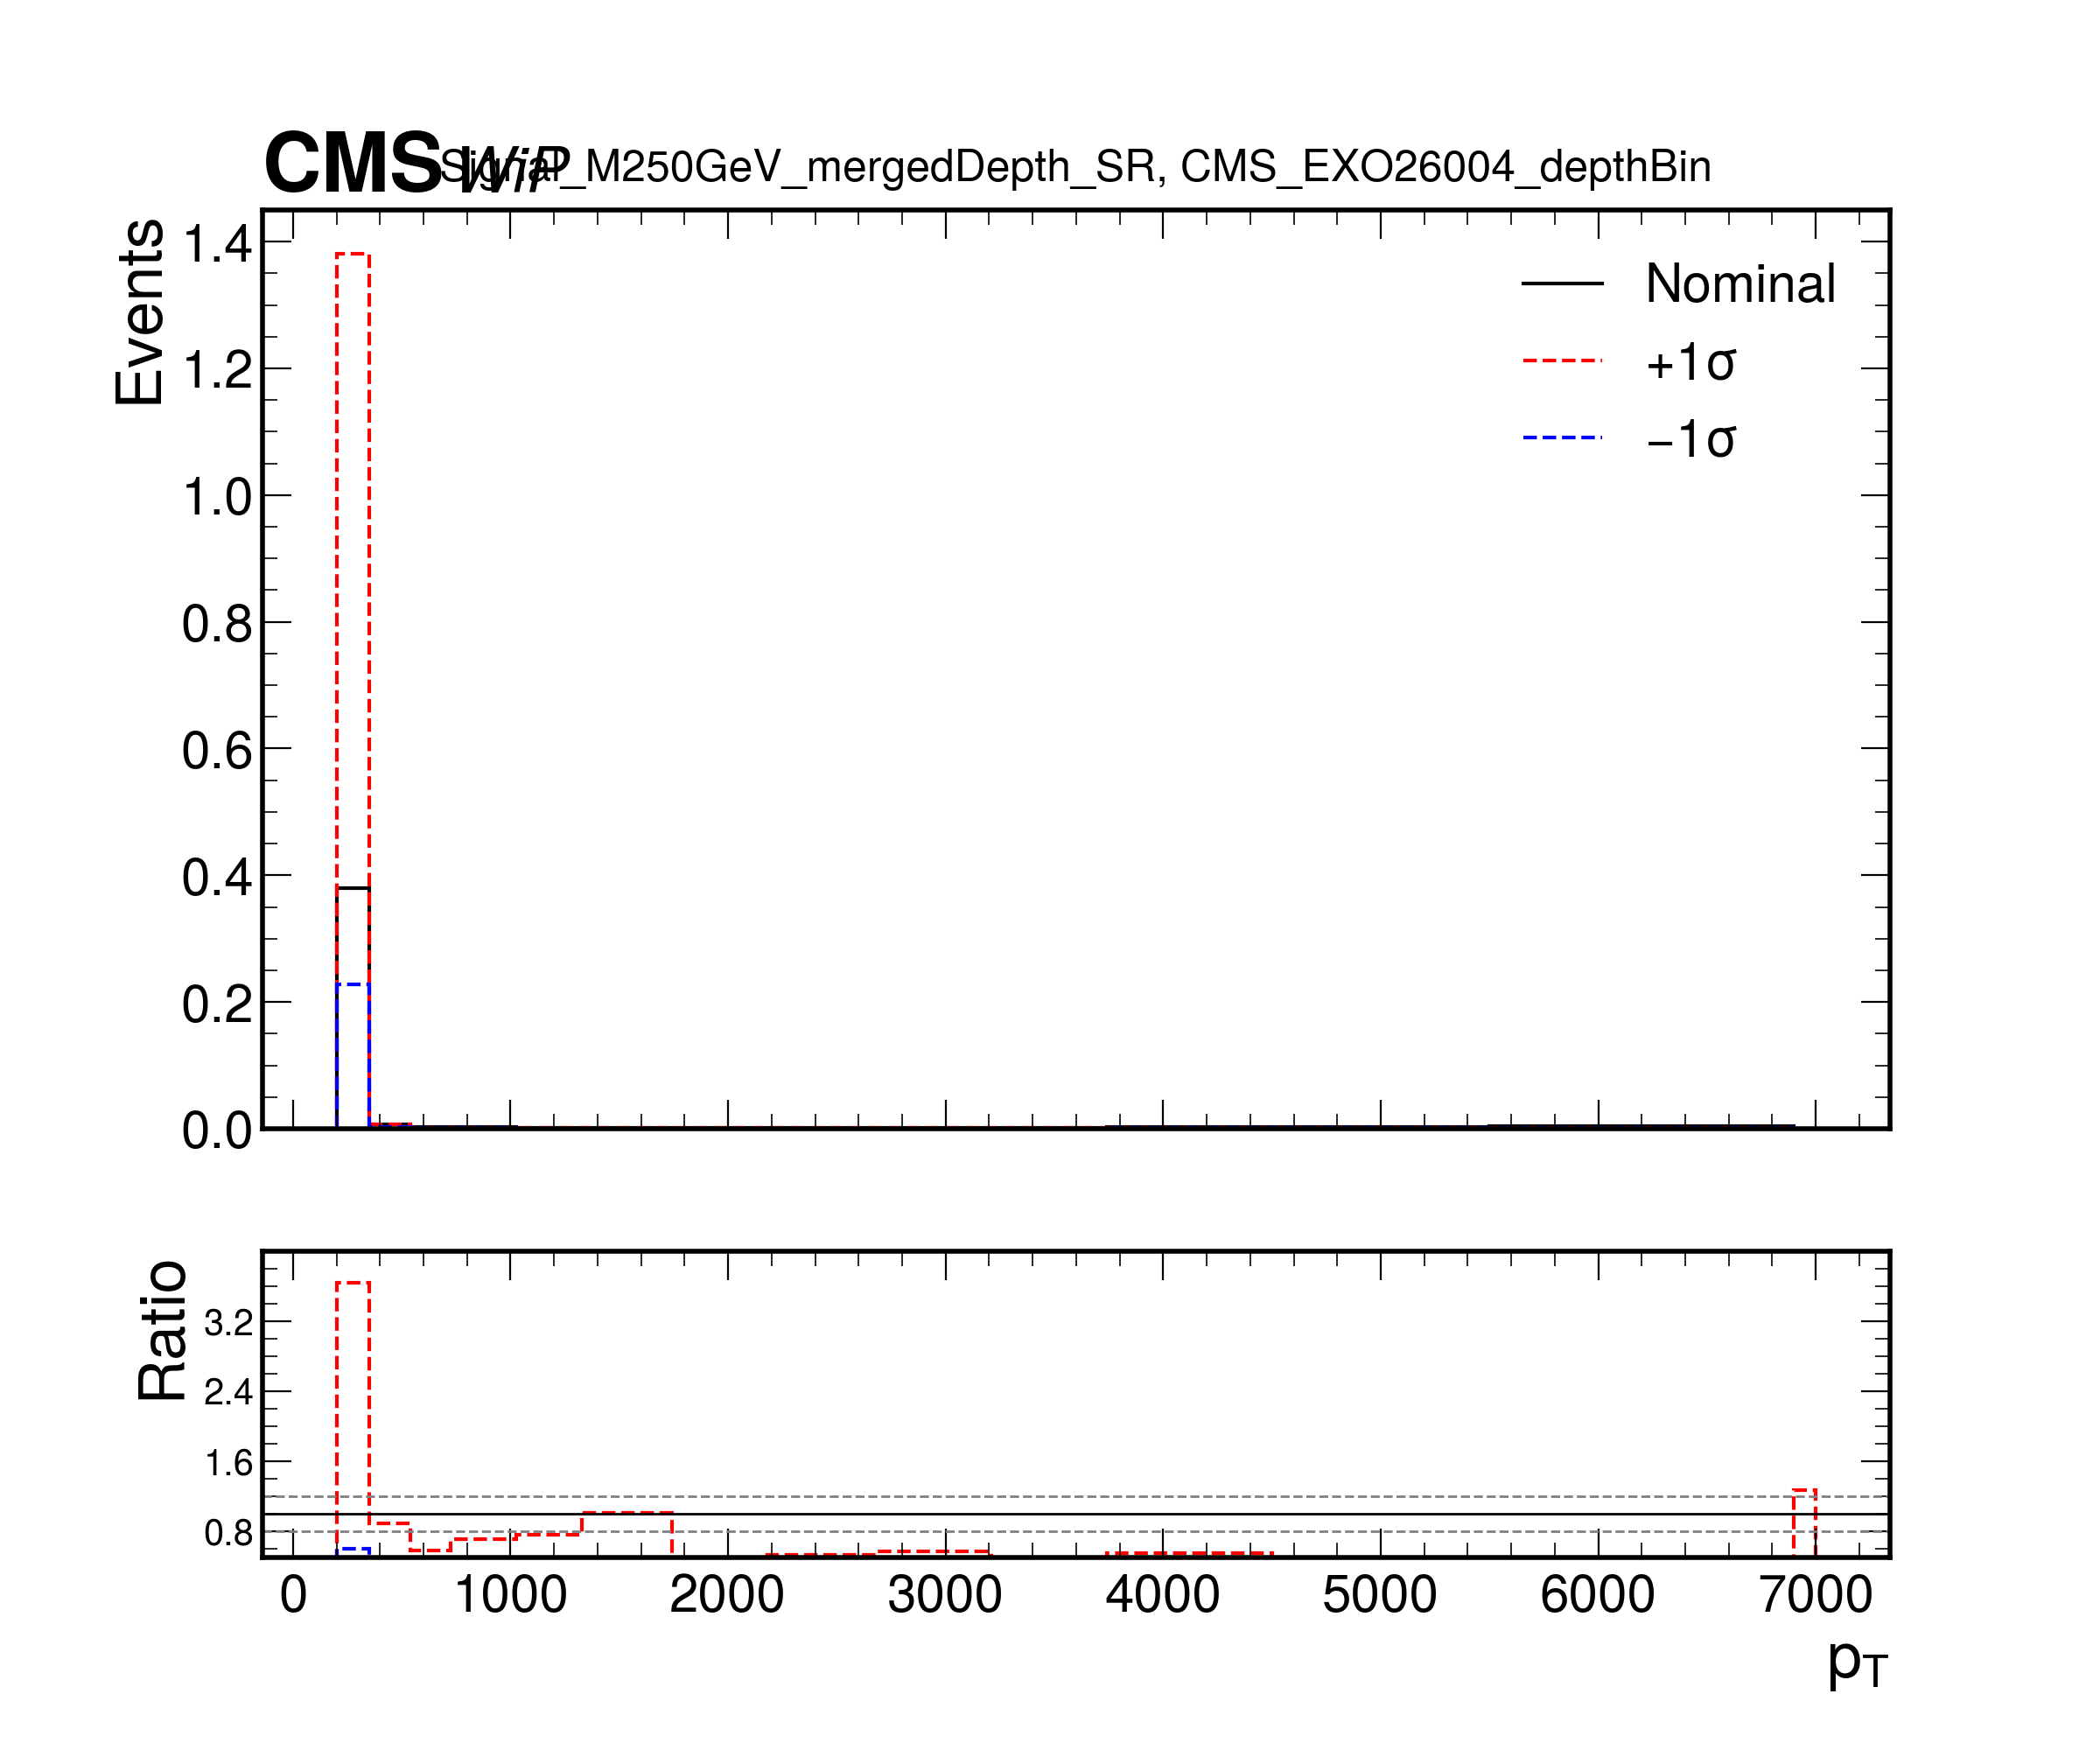 CMS WiP Signal_M250GeV_mergedDepth_SR, CMS_EXO26004_depthBin
Events
1.4
1.2
1.0
0.8
0.6
0.4
0.2
0.0
Nominal
+1σ
−1σ
Ratio
3.2
2.4
1.6
0.8
0 1000 2000 3000 4000 5000 6000 7000
pT